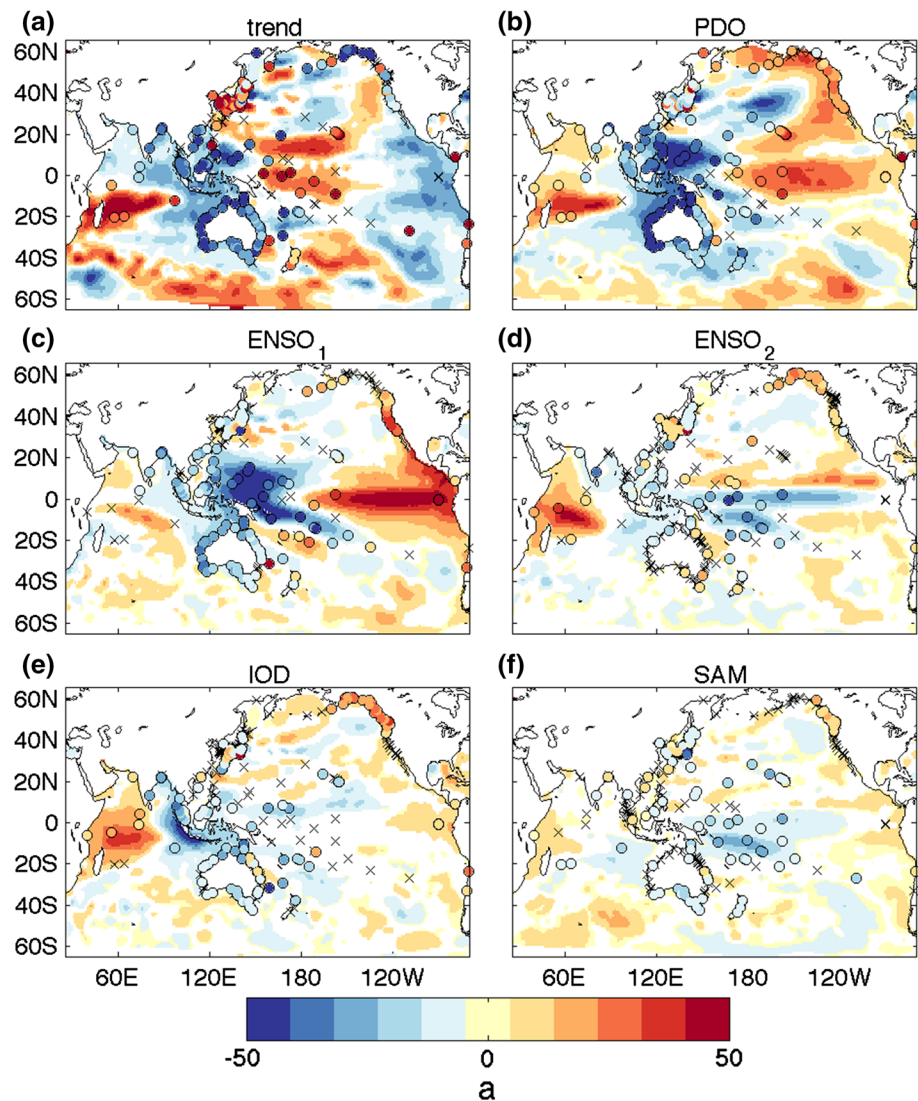 (a) trend (b) PDO
60N
40N
20N
0
20S
40S
60S
(c) ENSO1 (d) ENSO2
60N
40N
20N
0
20S
40S
60S
(e) IOD (f) SAM
60N
40N
20N
0
20S
40S
60S
60E 120E 180 120W 60E 120E 180 120W
-50 0 50
a